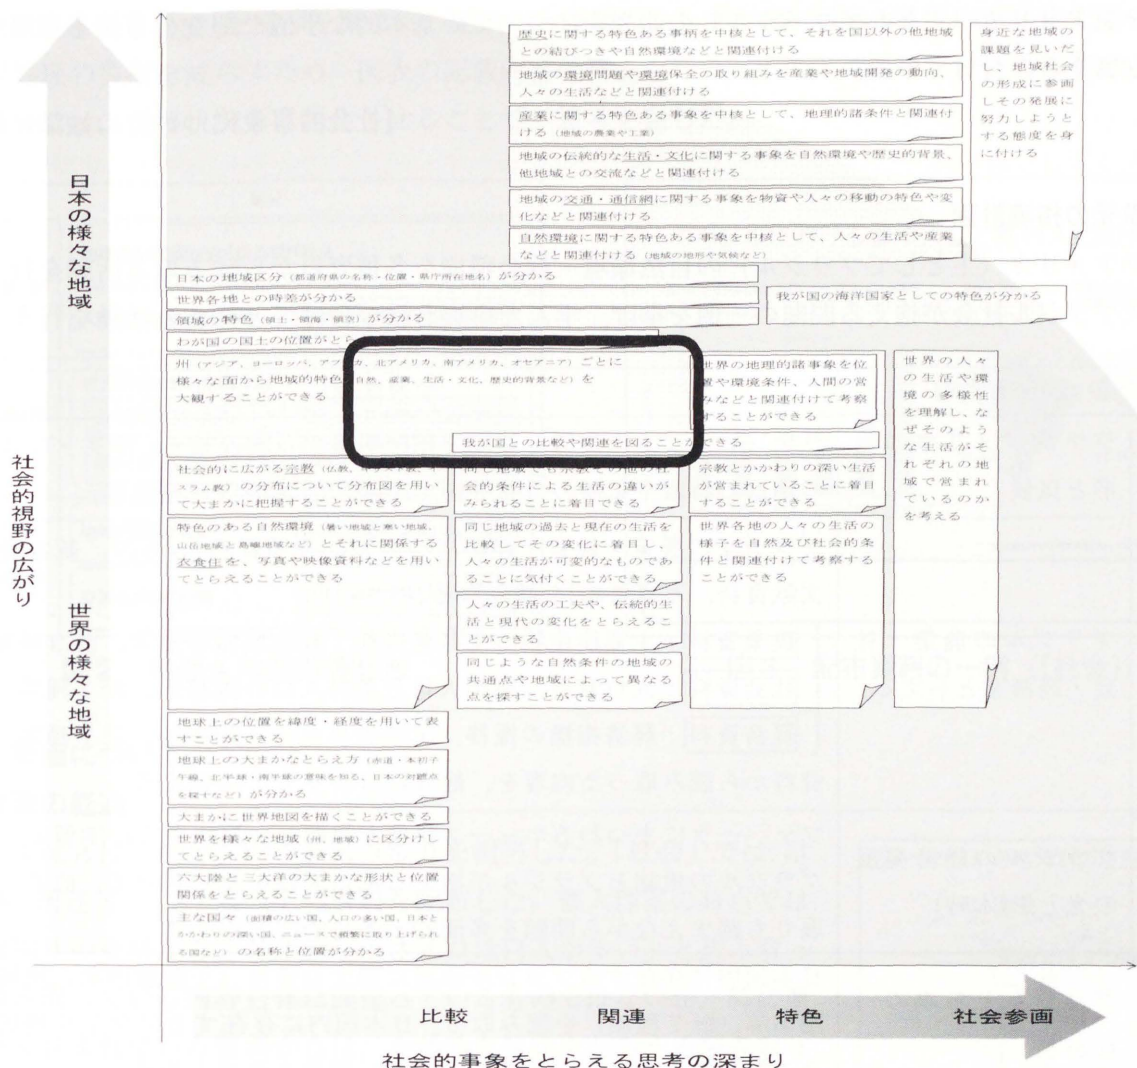 歴史に関する特色ある事柄を中核として、それを国以外の他地域
との結びつきや自然環境などと関連付ける
地域の環境問題や環境保全の取り組みを産業や地域開発の動向、
人々の生活などと関連付ける
産業に関する特色ある事象を中核として、地理的諸条件と関連付
ける(地域の農業や工業)
地域の伝統的な生活・文化に関する事象を自然環境や歴史的背景、
他地域との交流などと関連付ける
地域の交通・通信網に関する事象を物資や人々の移動の特色や変
化などと関連付ける
自然環境に関する特色ある事象を中核として、人々の生活や産業
などと関連付ける(地域の地形や気候など)
身近な地域の
課題を見いだ
し、地域社会
の形成に参画
しその発展に
努力しようと
する態度を身
に付ける
日本の様々な地域
日本の地域区分(都道府県の名称・位置・県庁所在地名)が分かる
世界各地との時差が分かる
領域の特色(領土・領海・領空)が分かる
わが国の国土の位置がとら
我が国の海洋国家としての特色が分かる
州(アジア、ヨーロッパ、アフ カ、北アメリカ、南アメリカ、オセアニア)ごとに
様々な面から地域的特色 自然、産業、生活・文化、歴史的背景など)を
大観することができる
世界の地理的諸事象を位
置や環境条件、人間の営
みなどと関連付けて考察
することができる
我が国との比較や関連を図ること できる
世界の人々
の生活や環
境の多様性
を理解し、な
ぜそのよう
な生活がそ
れぞれの地
域で営まれ
ているのか
を考える
社会的視野の広がり
社会的に広がる宗教(仏教、キリスト教、イ
スラム教)の分布について分布図を用い
て大まかに把握することができる
同じ地域でも宗教その他の社
会的条件による生活の違いが
みられることに着目できる
宗教とかかわりの深い生活
が営まれていることに着目
することができる
特色のある自然環境(暑い地域と寒い地域、
山岳地域と島嶼地域など)とそれに関係する
衣食住を、写真や映像資料などを用い
てとらえることができる
同じ地域の過去と現在の生活を
比較してその変化に着目し、
人々の生活が可変的なものであ
ることに気付くことができる
世界各地の人々の生活の
様子を自然及び社会的条
件と関連付けて考察する
ことができる
人々の生活の工夫や、伝統的生
活と現代の変化をとらえるこ
とができる
同じような自然条件の地域の
共通点や地域によって異なる
点を探すことができる
世界の様々な地域
地球上の位置を緯度・経度を用いて表
すことができる
地球上の大まかなとらえ方(赤道・本初子
午線、北半球・南半球の意味を知る、日本の対蹠点
を探すなど)が分かる
大まかに世界地図を描くことができる
世界を様々な地域(州、地域)に区分けし
てとらえることができる
六大陸と三大洋の大まかな形状と位置
関係をとらえることができる
主な国々(面積の広い国、人口の多い国、日本と
かかわりの深い国、ニュースで頻繁に取り上げられ
る国など)の名称と位置が分かる
比較 関連 特色 社会参画
社会的事象をとらえる思考の深まり